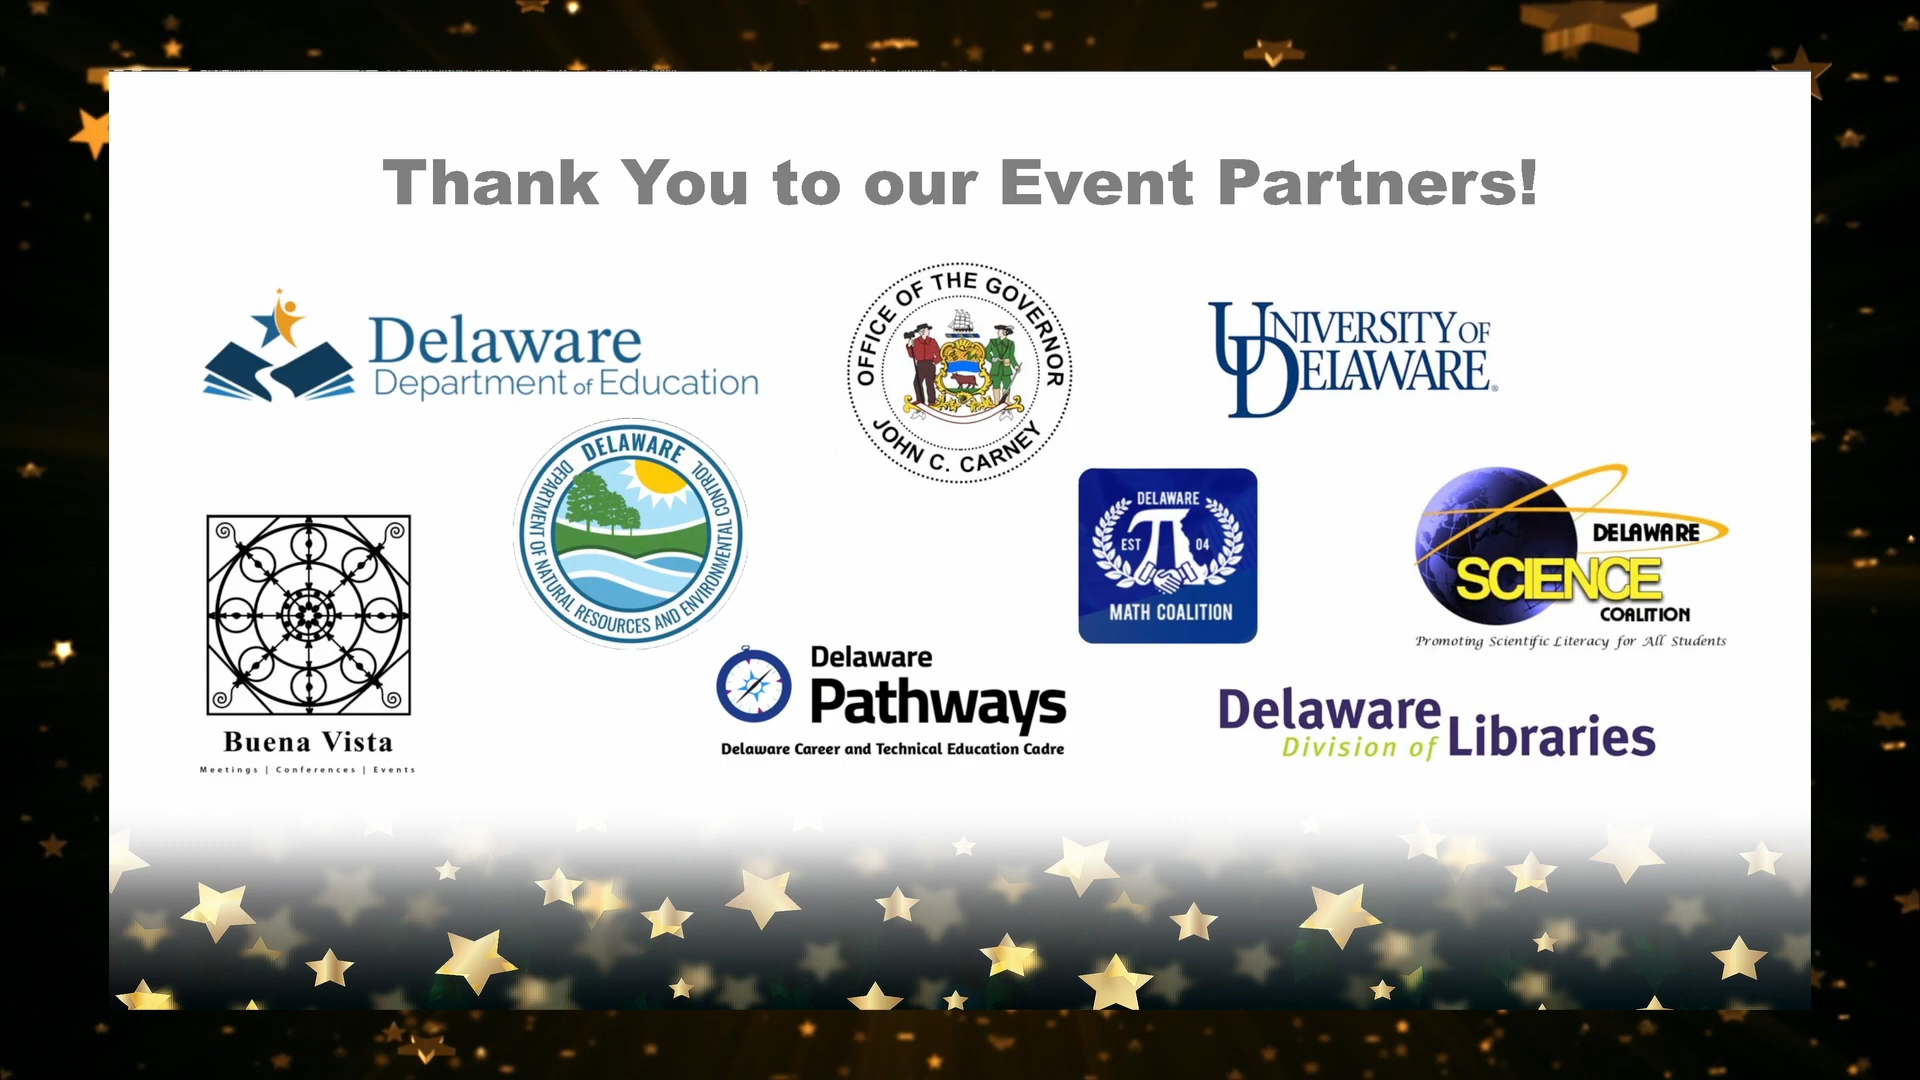 Thank You to our Event Partners!
Delaware
Department of Education
OFFICE OF THE GOVERNOR
JOHN C. CARNEY
UNIVERSITY OF
DELAWARE
DELAWARE
DEPARTMENT OF NATURAL RESOURCES AND ENVIRONMENTAL CONTROL
DELAWARE
EST 04
MATH COALITION
DELAWARE
SCIENCE
COALITION
Promoting Scientific Literacy for All Students
Buena Vista
Meetings | Conferences | Events
Delaware
Pathways
Delaware Career and Technical Education Cadre
Delaware
Division of Libraries